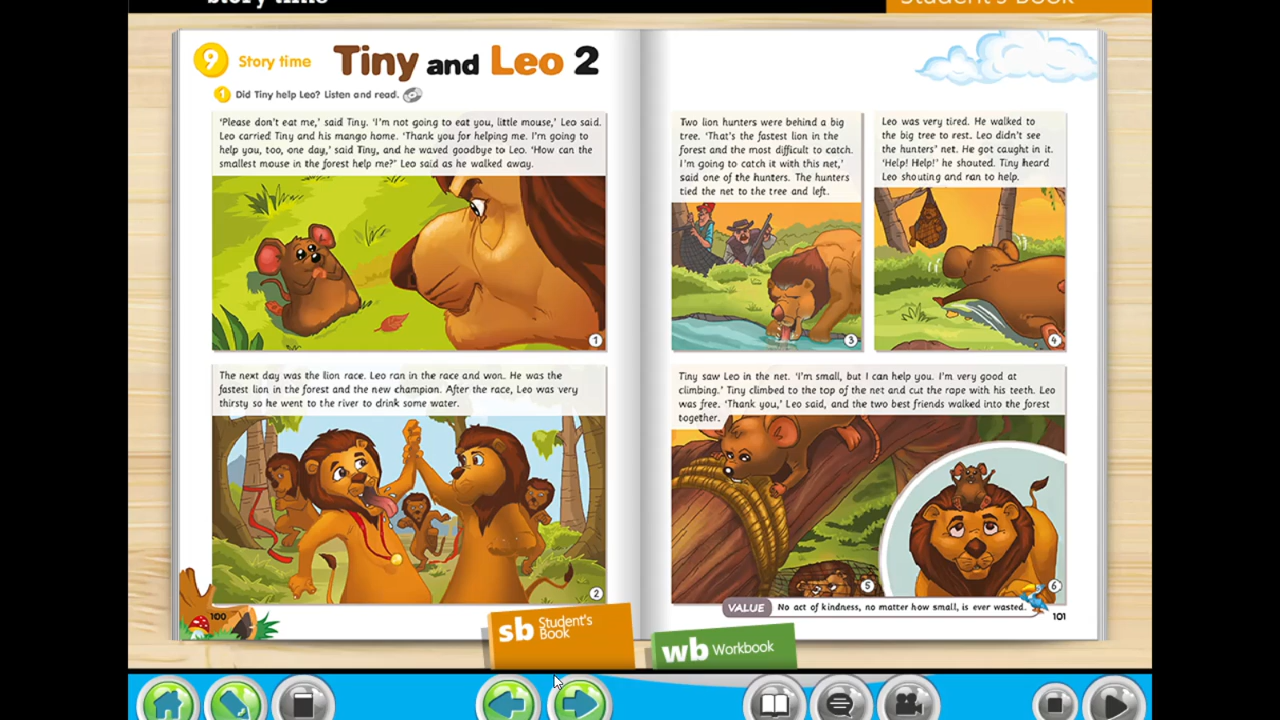 Story time
Student's Book
9 Story time Tiny and Leo 2
1 Did Tiny help Leo? Listen and read.
'Please don't eat me,' said Tiny. 'I'm not going to eat you, little mouse,' Leo said.
Leo carried Tiny and his mango home. 'Thank you for helping me. I'm going to
help you, too, one day,' said Tiny, and he waved goodbye to Leo. 'How can the
smallest mouse in the forest help me?' Leo said as he walked away.
1
The next day was the lion race. Leo ran in the race and won. He was the
fastest lion in the forest and the new champion. After the race, Leo was very
thirsty so he went to the river to drink some water.
2
100
Two lion hunters were behind a big
tree. 'That's the fastest lion in the
forest and the most difficult to catch.
I'm going to catch it with this net,'
said one of the hunters. The hunters
tied the net to the tree and left.
3
Leo was very tired. He walked to
the big tree to rest. Leo didn't see
the hunters' net. He got caught in it.
'Help! Help!' he shouted. Tiny heard
Leo shouting and ran to help.
4
Tiny saw Leo in the net. 'I'm small, but I can help you. I'm very good at
climbing.' Tiny climbed to the top of the net and cut the rope with his teeth. Leo
was free. 'Thank you,' Leo said, and the two best friends walked into the forest
together.
5
6
VALUE No act of kindness, no matter how small, is ever wasted.
101
sb Student's
Book
wb Workbook